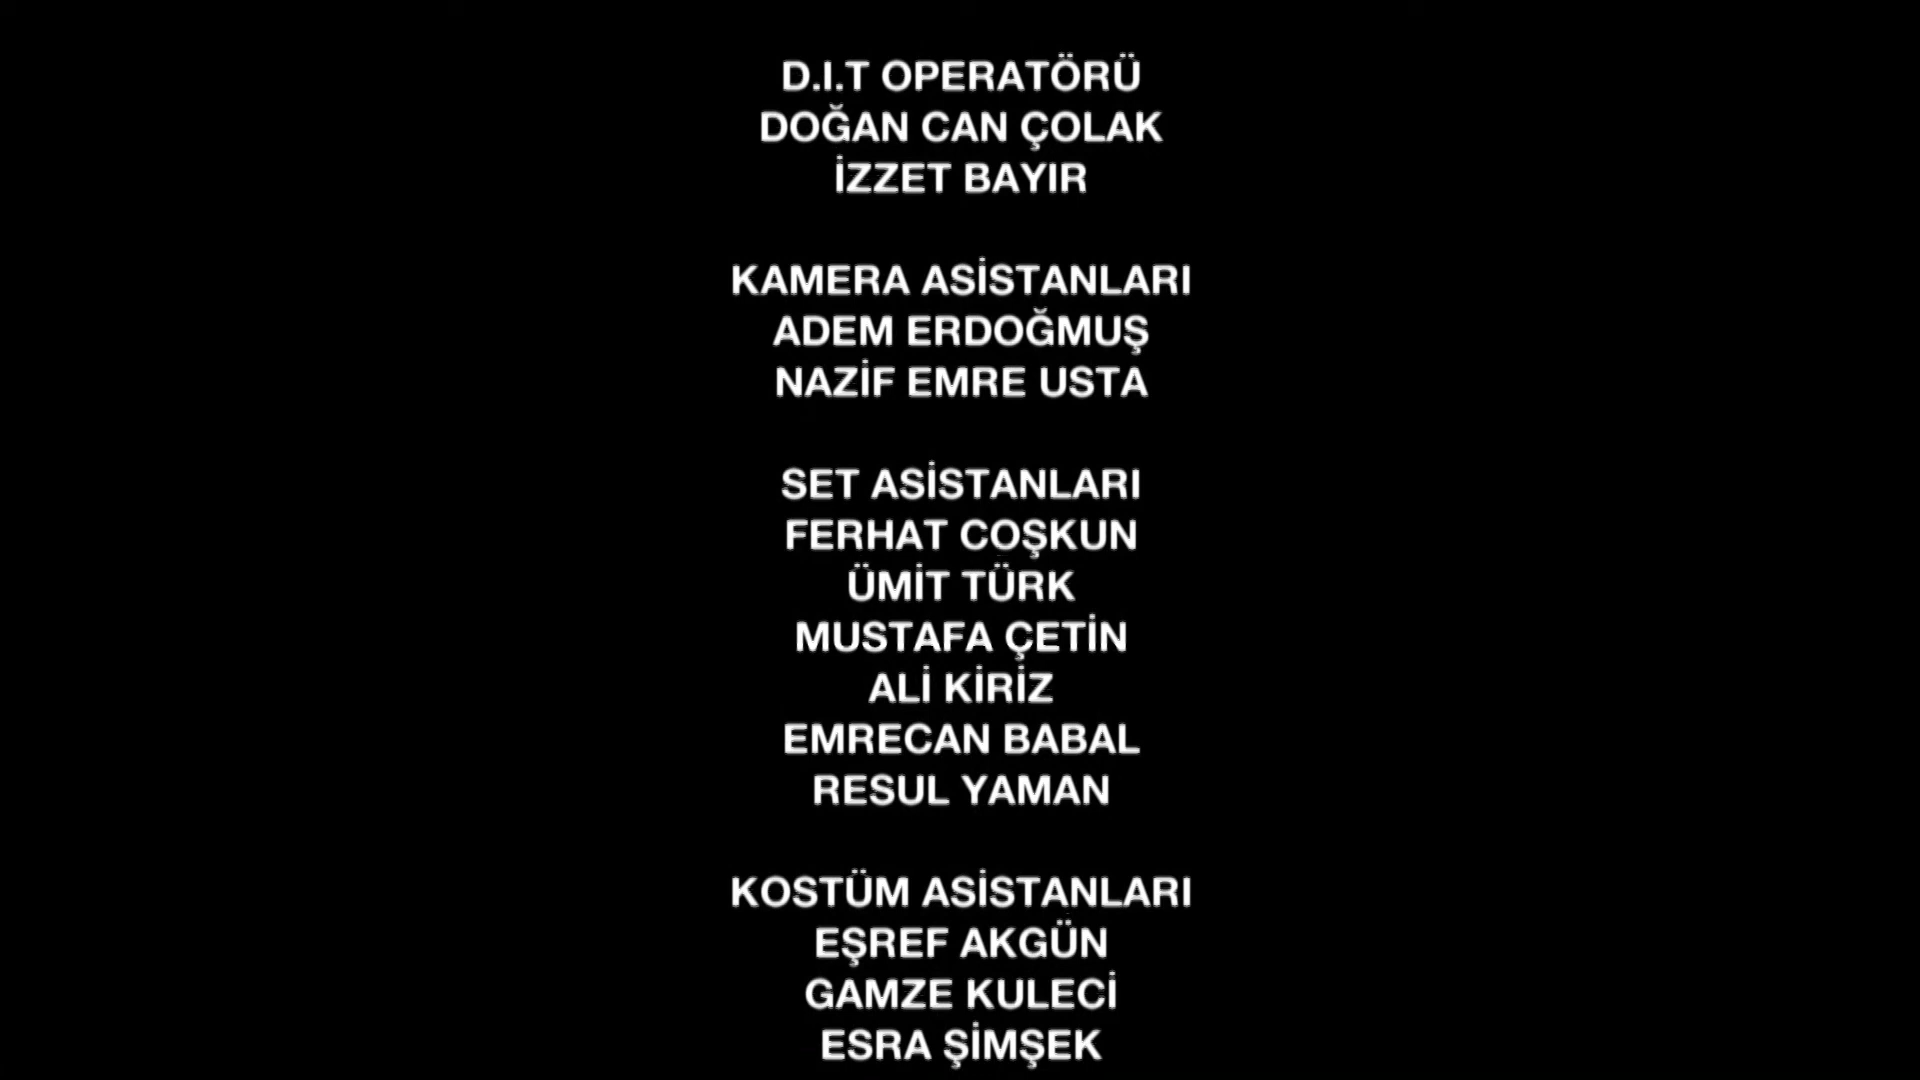 D.I.T OPERATÖRÜ
DOĞAN CAN ÇOLAK
İZZET BAYIR
KAMERA ASİSTANLARI
ADEM ERDOĞMUŞ
NAZİF EMRE USTA
SET ASİSTANLARI
FERHAT COŞKUN
ÜMİT TÜRK
MUSTAFA ÇETİN
ALİ KİRİZ
EMRECAN BABAL
RESUL YAMAN
KOSTÜM ASİSTANLARI
EŞREF AKGÜN
GAMZE KULECİ
ESRA ŞİMŞEK